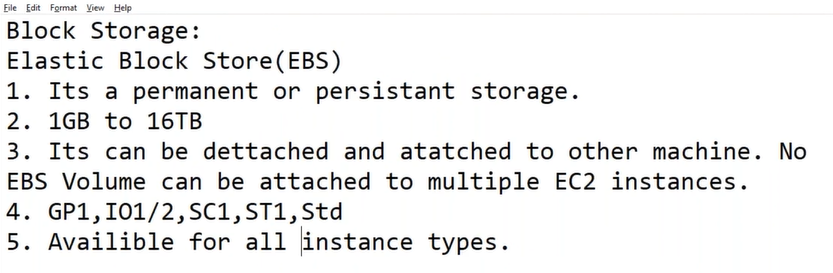 File Edit Format View Help
Block Storage:
Elastic Block Store(EBS)
1. Its a permanent or persistant storage.
2. 1GB to 16TB
3. Its can be dettached and atatched to other machine. No
EBS Volume can be attached to multiple EC2 instances.
4. GP1,IO1/2,SC1,ST1,Std
5. Availible for all instance types.